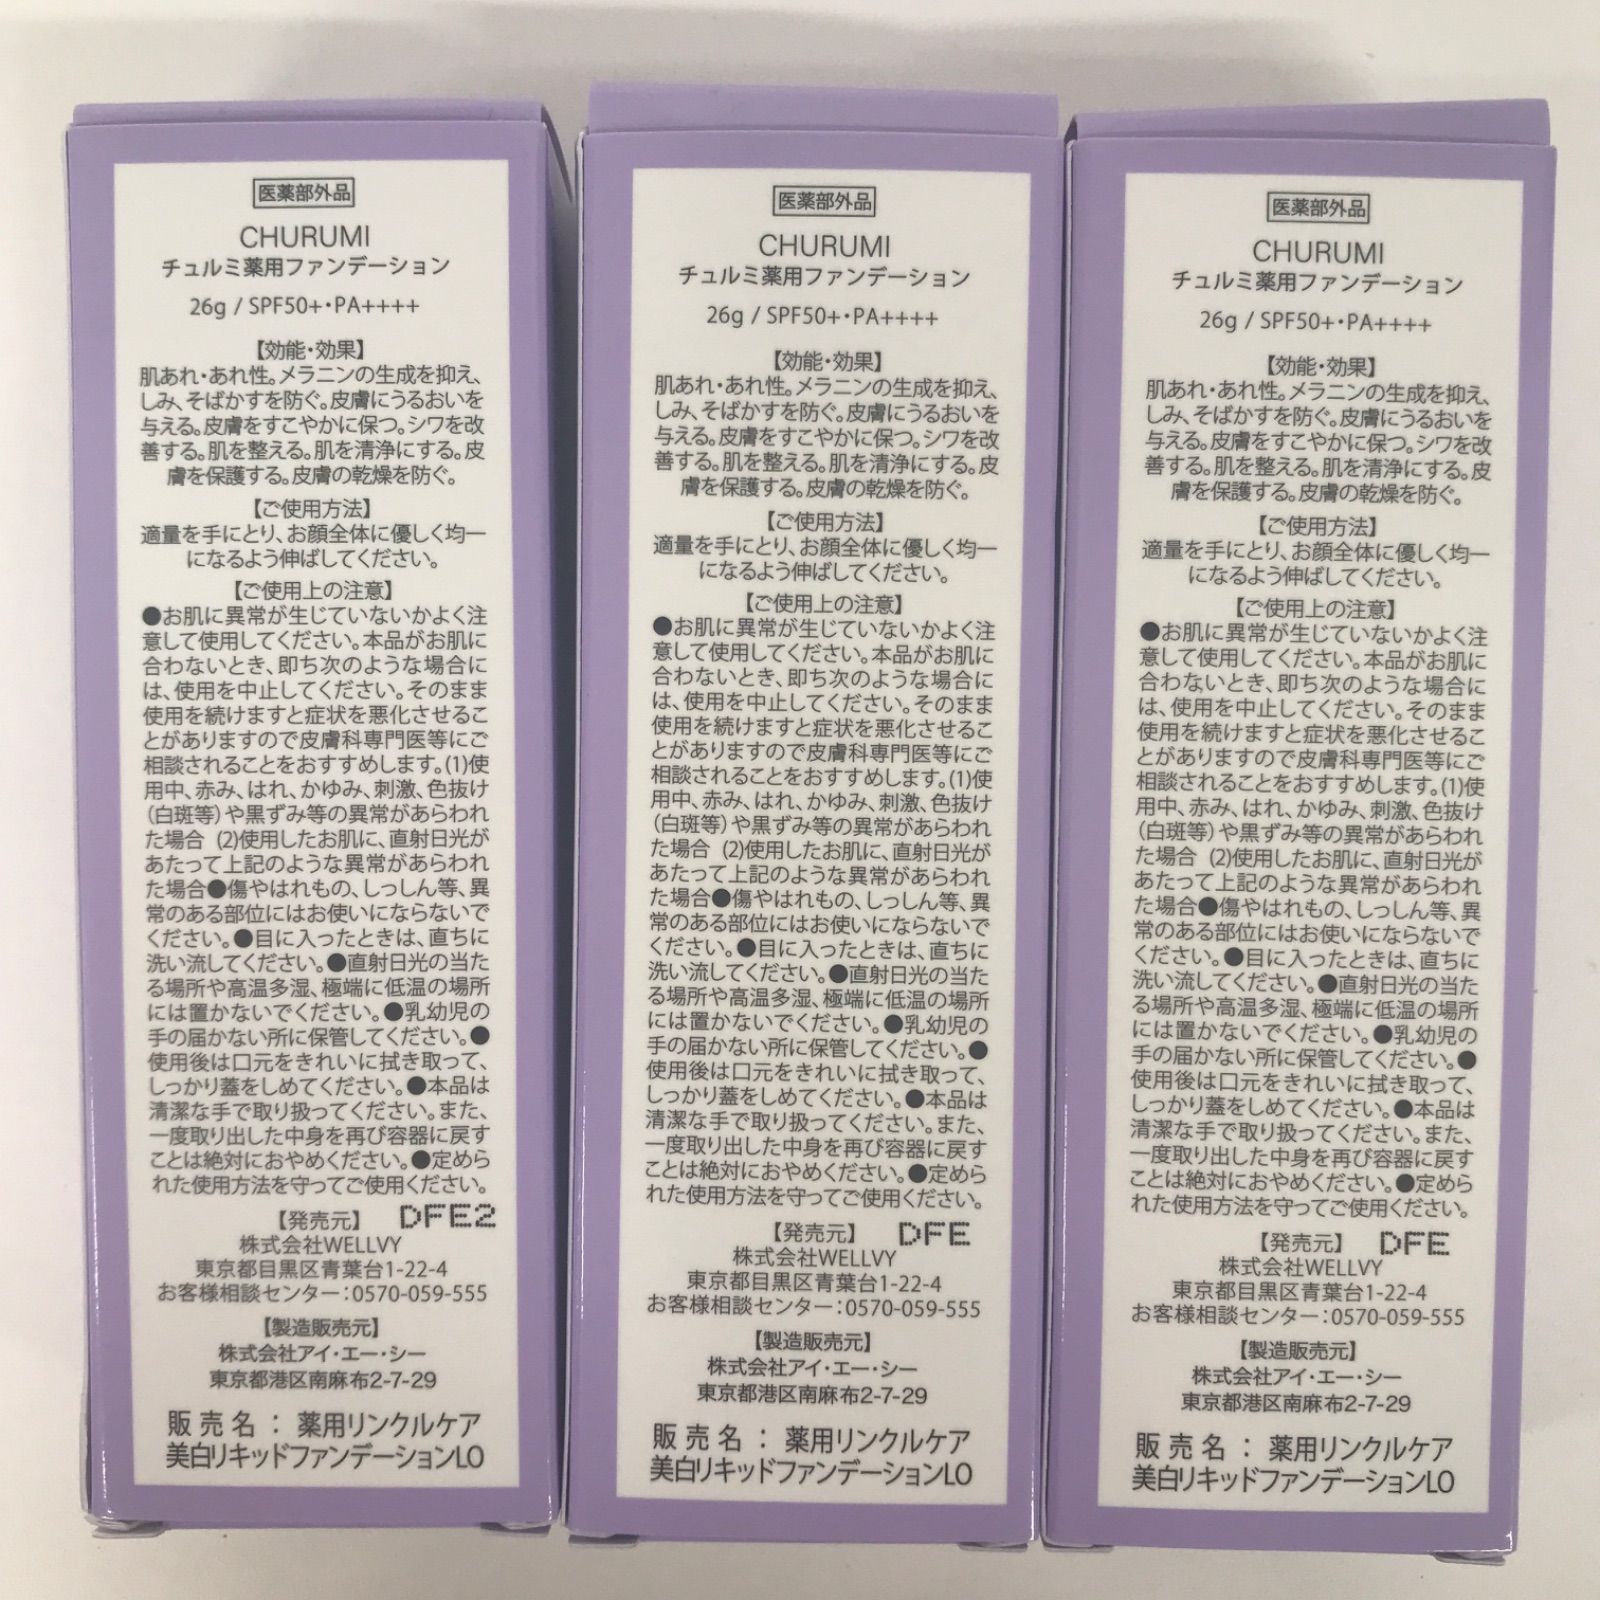 医薬部外品
CHURUMI
チュルミ薬用ファンデーション
26g / SPF50+・PA++++
【効能・効果】
肌あれ・あれ性。メラニンの生成を抑え、
しみ、そばかすを防ぐ。皮膚にうるおいを
与える。皮膚をすこやかに保つ。シワを改
善する。肌を整える。肌を清浄にする。皮
膚を保護する。皮膚の乾燥を防ぐ。
【ご使用方法】
適量を手にとり、お顔全体に優しく均一
になるよう伸ばしてください。
【ご使用上の注意】
●お肌に異常が生じていないかよく注
意して使用してください。本品がお肌に
合わないとき、即ち次のような場合に
は、使用を中止してください。そのまま
使用を続けますと症状を悪化させるこ
とがありますので皮膚科専門医等にご
相談されることをおすすめします。(1)使
用中、赤み、はれ、かゆみ、刺激、色抜け
(白斑等)や黒ずみ等の異常があらわれ
た場合 (2)使用したお肌に、直射日光が
あたって上記のような異常があらわれ
た場合●傷やはれもの、しっしん等、異
常のある部位にはお使いにならないで
ください。●目に入ったときは、直ちに
洗い流してください。●直射日光の当た
る場所や高温多湿、極端に低温の場所
には置かないでください。●乳幼児の
手の届かない所に保管してください。●
使用後は口元をきれいに拭き取って、
しっかり蓋をしめてください。●本品は
清潔な手で取り扱ってください。また、
一度取り出した中身を再び容器に戻す
ことは絶対におやめください。●定めら
れた使用方法を守ってご使用ください。
【発売元】 DFE2
株式会社WELLVY
東京都目黒区青葉台1-22-4
お客様相談センター:0570-059-555
【製造販売元】
株式会社アイ・エー・シー
東京都港区南麻布2-7-29
販売名:薬用リンクルケア
美白リキッドファンデーションLO
医薬部外品
CHURUMI
チュルミ薬用ファンデーション
26g / SPF50+・PA++++
【効能・効果】
肌あれ・あれ性。メラニンの生成を抑え、
しみ、そばかすを防ぐ。皮膚にうるおいを
与える。皮膚をすこやかに保つ。シワを改
善する。肌を整える。肌を清浄にする。皮
膚を保護する。皮膚の乾燥を防ぐ。
【ご使用方法】
適量を手にとり、お顔全体に優しく均一
になるよう伸ばしてください。
【ご使用上の注意】
●お肌に異常が生じていないかよく注
意して使用してください。本品がお肌に
合わないとき、即ち次のような場合に
は、使用を中止してください。そのまま
使用を続けますと症状を悪化させるこ
とがありますので皮膚科専門医等にご
相談されることをおすすめします。(1)使
用中、赤み、はれ、かゆみ、刺激、色抜け
(白斑等)や黒ずみ等の異常があらわれ
た場合 (2)使用したお肌に、直射日光が
あたって上記のような異常があらわれ
た場合●傷やはれもの、しっしん等、異
常のある部位にはお使いにならないで
ください。●目に入ったときは、直ちに
洗い流してください。●直射日光の当た
る場所や高温多湿、極端に低温の場所
には置かないでください。●乳幼児の
手の届かない所に保管してください。●
使用後は口元をきれいに拭き取って、
しっかり蓋をしめてください。●本品は
清潔な手で取り扱ってください。また、
一度取り出した中身を再び容器に戻す
ことは絶対におやめください。●定めら
れた使用方法を守ってご使用ください。
【発売元】 DFE
株式会社WELLVY
東京都目黒区青葉台1-22-4
お客様相談センター:0570-059-555
【製造販売元】
株式会社アイ・エー・シー
東京都港区南麻布2-7-29
販売名:薬用リンクルケア
美白リキッドファンデーションLO
医薬部外品
CHURUMI
チュルミ薬用ファンデーション
26g / SPF50+・PA++++
【効能・効果】
肌あれ・あれ性。メラニンの生成を抑え、
しみ、そばかすを防ぐ。皮膚にうるおいを
与える。皮膚をすこやかに保つ。シワを改
善する。肌を整える。肌を清浄にする。皮
膚を保護する。皮膚の乾燥を防ぐ。
【ご使用方法】
適量を手にとり、お顔全体に優しく均一
になるよう伸ばしてください。
【ご使用上の注意】
●お肌に異常が生じていないかよく注
意して使用してください。本品がお肌に
合わないとき、即ち次のような場合に
は、使用を中止してください。そのまま
使用を続けますと症状を悪化させるこ
とがありますので皮膚科専門医等にご
相談されることをおすすめします。(1)使
用中、赤み、はれ、かゆみ、刺激、色抜け
(白斑等)や黒ずみ等の異常があらわれ
た場合 (2)使用したお肌に、直射日光が
あたって上記のような異常があらわれ
た場合●傷やはれもの、しっしん等、異
常のある部位にはお使いにならないで
ください。●目に入ったときは、直ちに
洗い流してください。●直射日光の当た
る場所や高温多湿、極端に低温の場所
には置かないでください。●乳幼児の
手の届かない所に保管してください。●
使用後は口元をきれいに拭き取って、
しっかり蓋をしめてください。●本品は
清潔な手で取り扱ってください。また、
一度取り出した中身を再び容器に戻す
ことは絶対におやめください。●定めら
れた使用方法を守ってご使用ください。
【発売元】 DFE
株式会社WELLVY
東京都目黒区青葉台1-22-4
お客様相談センター:0570-059-555
【製造販売元】
株式会社アイ・エー・シー
東京都港区南麻布2-7-29
販売名:薬用リンクルケア
美白リキッドファンデーションLO